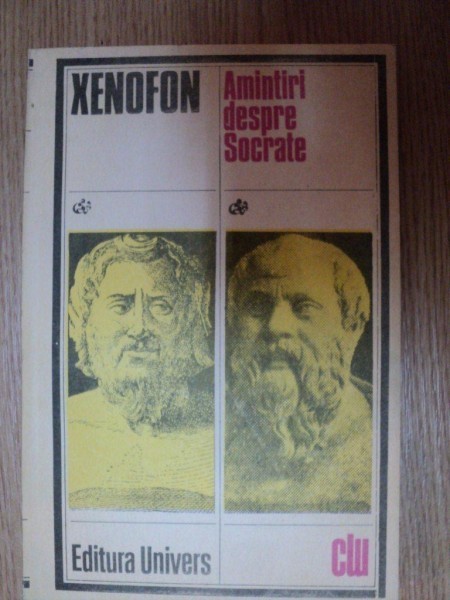 XENOFON
Amintiri
despre
Socrate
Editura Univers
clu